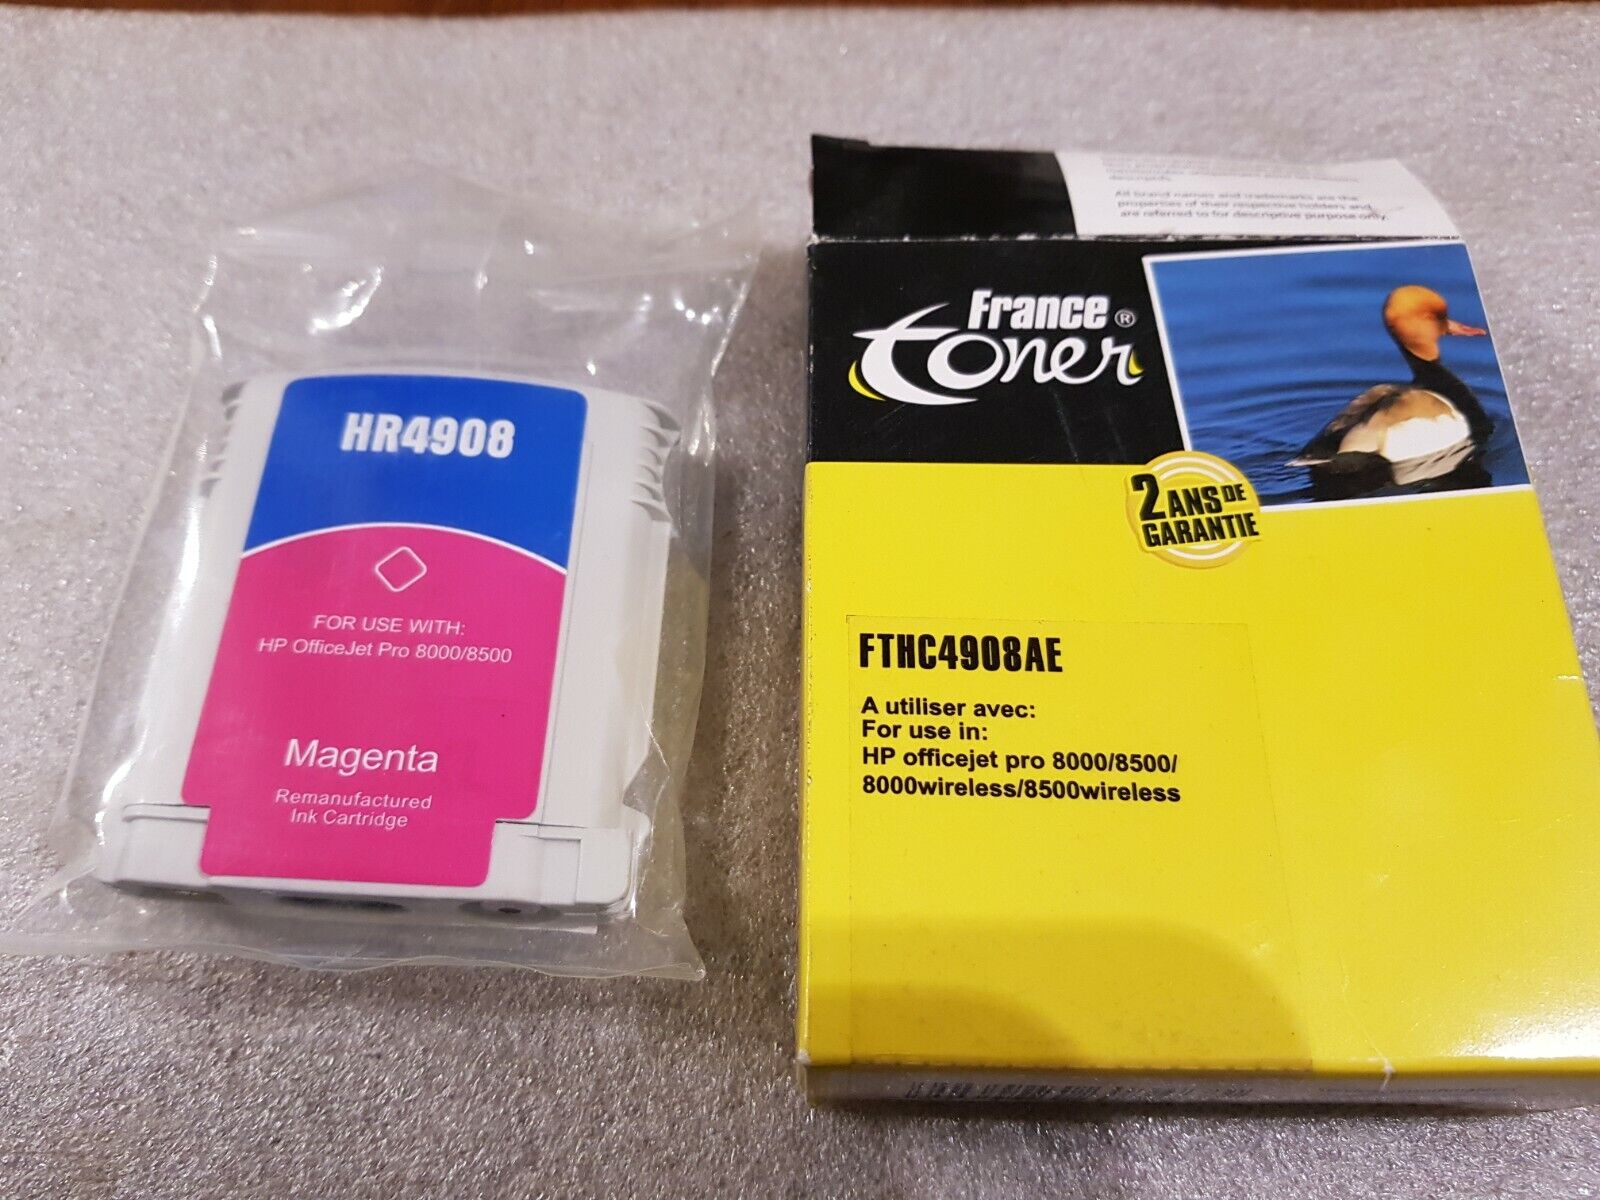 HR4908
FOR USE WITH:
HP OfficeJet Pro 8000/8500
Magenta
Remanufactured
Ink Cartridge
descriptifs.
All brand names and trademarks are the
properties of their respective holders and
are referred to for descriptive purpose only.
France ®
toner
2 ANS DE
GARANTIE
FTHC4908AE
A utiliser avec:
For use in:
HP officejet pro 8000/8500/
8000wireless/8500wireless